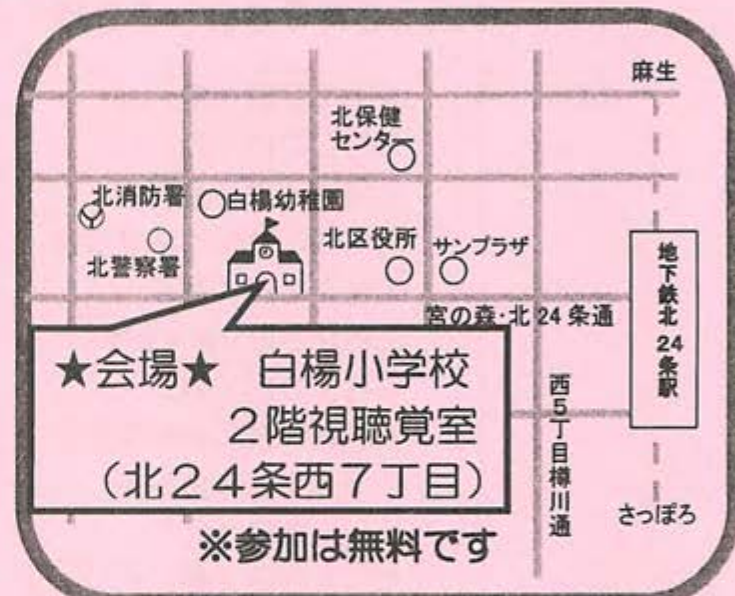 麻生
北保健
センター
北消防署
白楊幼稚園
北警察署
北区役所
サンプラザ
地下鉄北24条駅
宮の森・北24条通
★会場★ 白楊小学校
2階視聴覚室
(北24条西7丁目)
西5丁目樽川通
さっぽろ
※参加は無料です